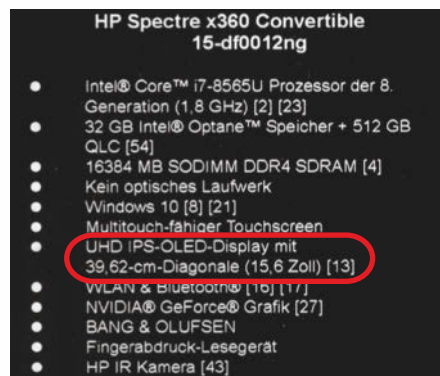 HP Spectre x360 Convertible
15-df0012ng
Intel® Core™ i7-8565U Prozessor der 8.
Generation (1,8 GHz) [2] [23]
32 GB Intel® Optane™ Speicher + 512 GB
QLC [54]
16384 MB SODIMM DDR4 SDRAM [4]
Kein optisches Laufwerk
Windows 10 [8] [21]
Multitouch-fähiger Touchscreen
UHD IPS-OLED-Display mit
39,62-cm-Diagonale (15,6 Zoll) [13]
WLAN & Bluetooth® [16] [17]
NVIDIA® GeForce® Grafik [27]
BANG & OLUFSEN
Fingerabdruck-Lesegerät
HP IR Kamera [43]